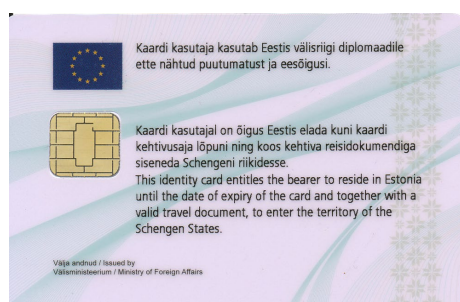 Kaardi kasutaja kasutab Eestis välisriigi diplomaadile
ette nähtud puutumatust ja eesõigusi.
Kaardi kasutajal on õigus Eestis elada kuni kaardi
kehtivusaja lõpuni ning koos kehtiva reisidokumendiga
siseneda Schengeni riikidesse.
This identity card entitles the bearer to reside in Estonia
until the date of expiry of the card and together with a
valid travel document, to enter the territory of the
Schengen States.
Välja andnud / Issued by
Välisministeerium / Ministry of Foreign Affairs